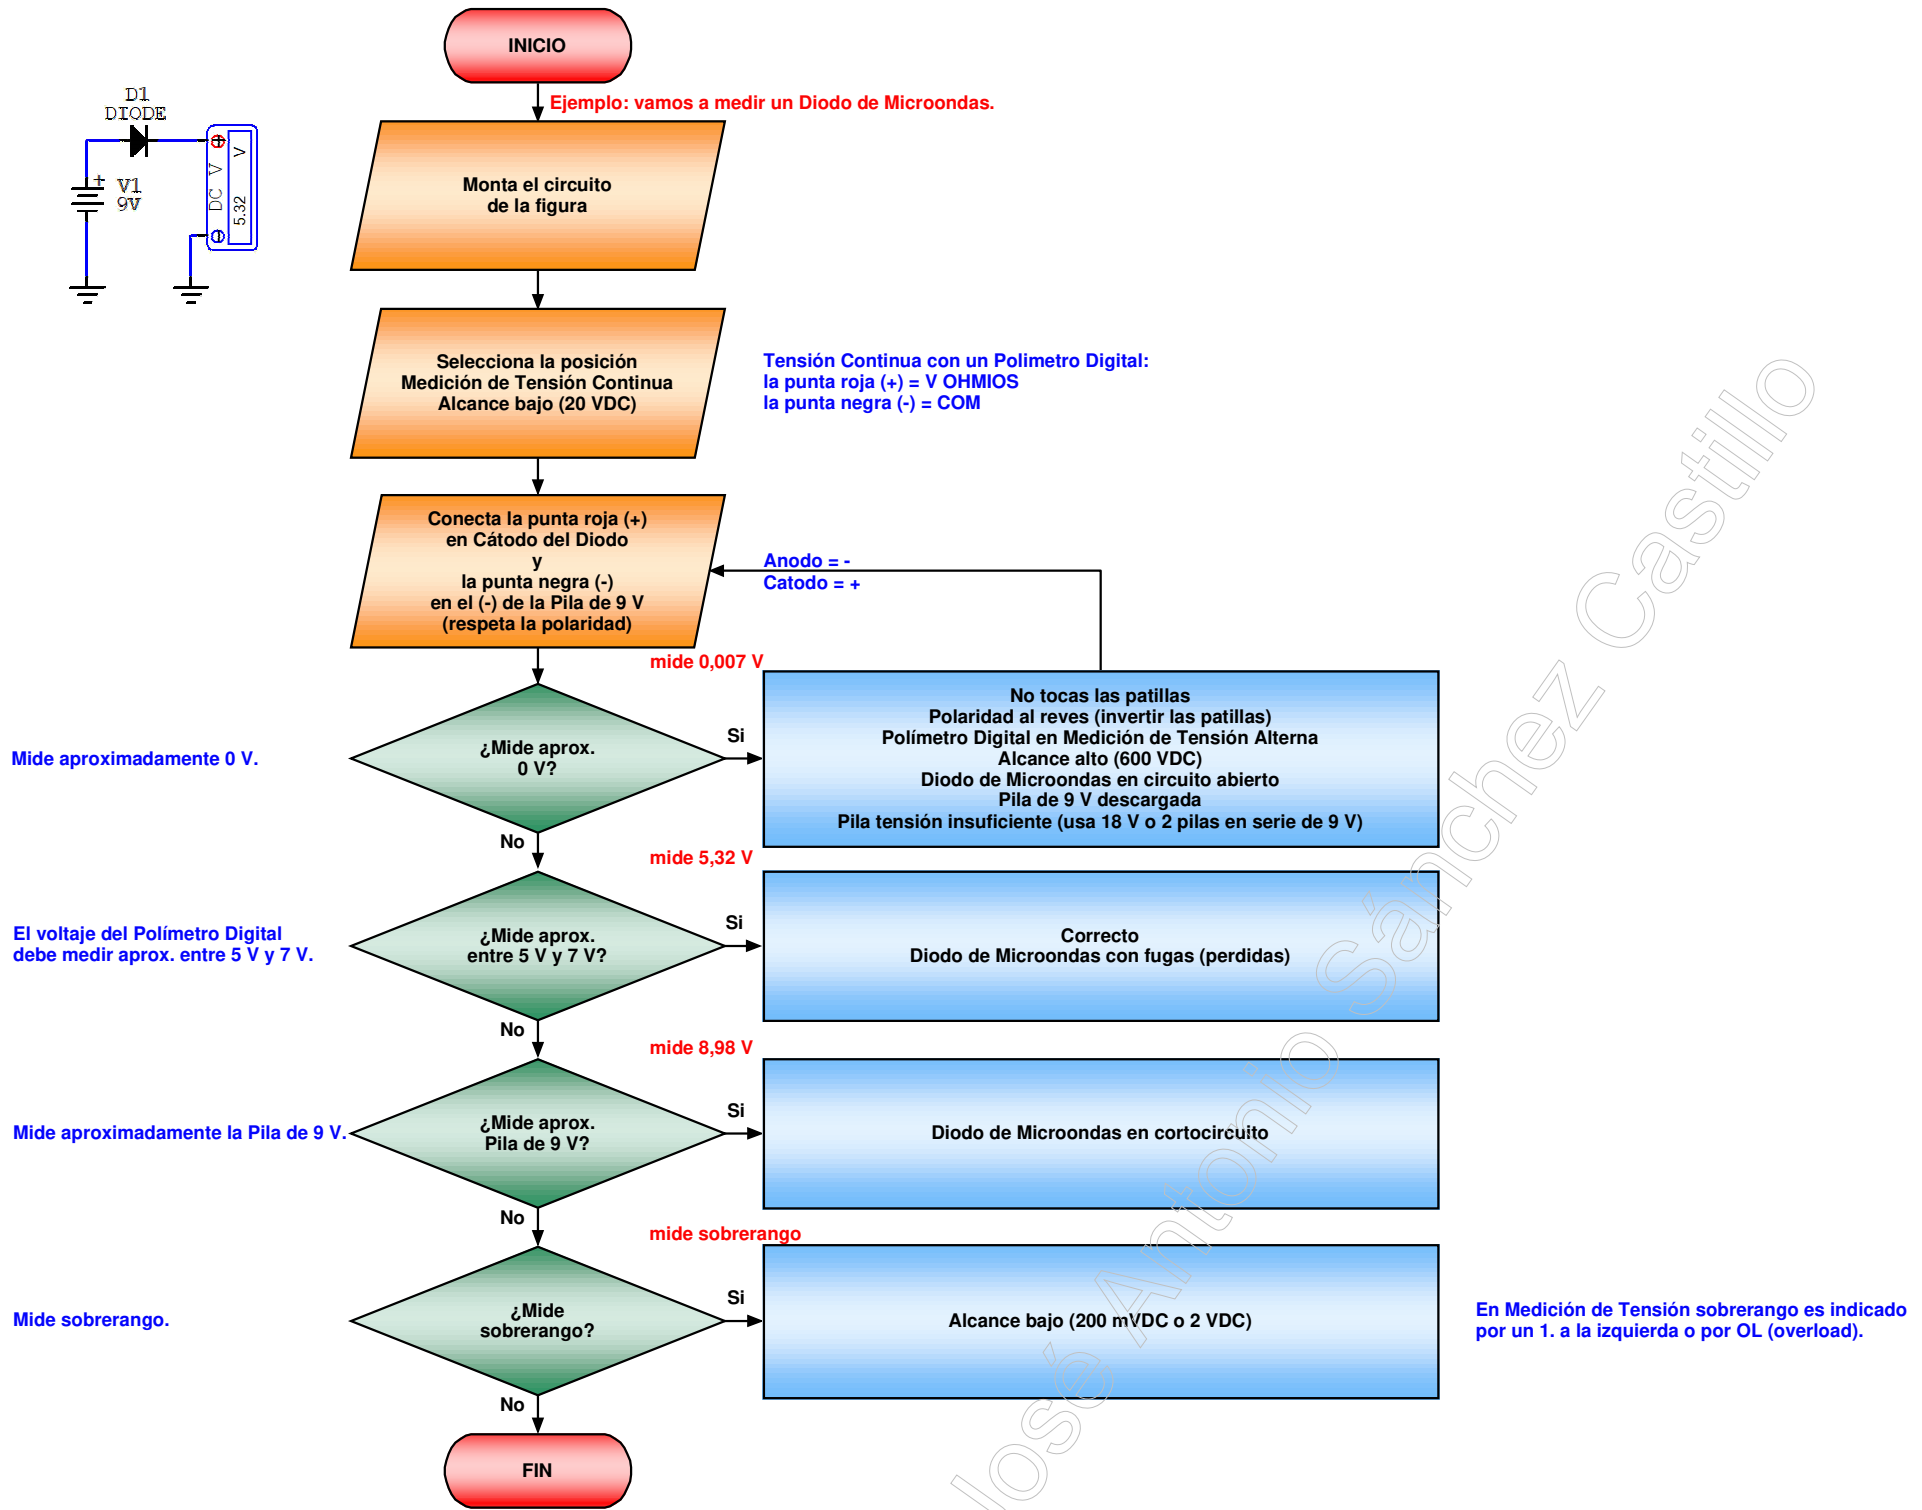 INICIO
Ejemplo: vamos a medir un Diodo de Microondas.
D1
DIODE
V1
9V
+
DC V
V
5.32
Monta el circuito
de la figura
Selecciona la posición
Medición de Tensión Continua
Alcance bajo (20 VDC)
Tensión Continua con un Polimetro Digital:
la punta roja (+) = V OHMIOS
la punta negra (-) = COM
Conecta la punta roja (+)
en Cátodo del Diodo
y
la punta negra (-)
en el (-) de la Pila de 9 V
(respeta la polaridad)
Anodo = -
Catodo = +
mide 0,007 V
Mide aproximadamente 0 V.
¿Mide aprox.
0 V?
Si
No tocas las patillas
Polaridad al reves (invertir las patillas)
Polímetro Digital en Medición de Tensión Alterna
Alcance alto (600 VDC)
Diodo de Microondas en circuito abierto
Pila de 9 V descargada
Pila tensión insuficiente (usa 18 V o 2 pilas en serie de 9 V)
No
mide 5,32 V
El voltaje del Polímetro Digital
debe medir aprox. entre 5 V y 7 V.
¿Mide aprox.
entre 5 V y 7 V?
Si
Correcto
Diodo de Microondas con fugas (perdidas)
No
mide 8,98 V
Mide aproximadamente la Pila de 9 V.
¿Mide aprox.
Pila de 9 V?
Si
Diodo de Microondas en cortocircuito
No
mide sobrerango
Mide sobrerango.
¿Mide
sobrerango?
Si
Alcance bajo (200 mVDC o 2 VDC)
En Medición de Tensión sobrerango es indicado
por un 1. a la izquierda o por OL (overload).
No
FIN
José Antonio Sánchez Castillo